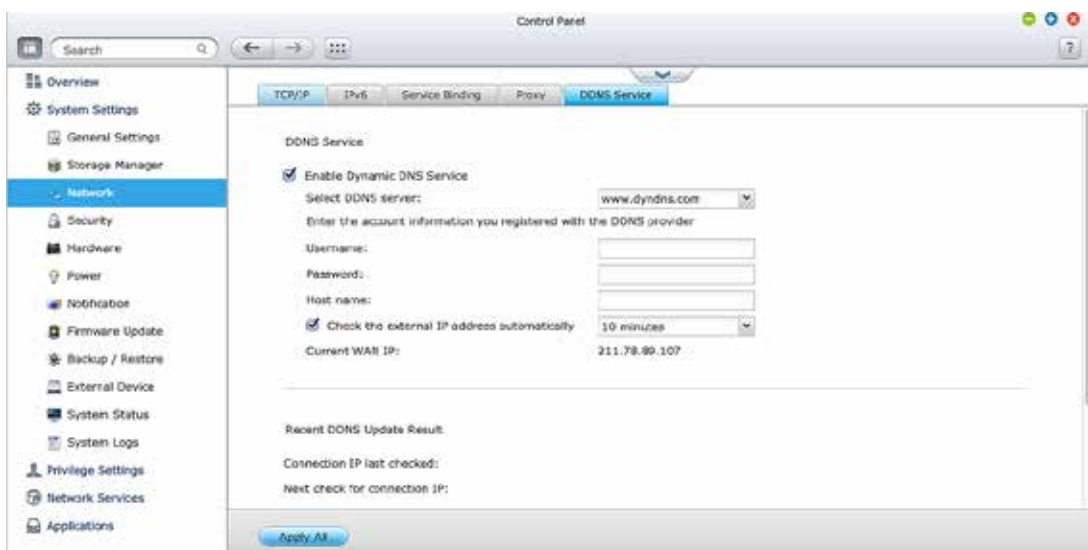 Control Panel
Search
?
Overview
System Settings
General Settings
Storage Manager
Network
Security
Hardware
Power
Notification
Firmware Update
Backup / Restore
External Device
System Status
System Logs
Privilege Settings
Network Services
Applications
TCP/IP IPv6 Service Binding Proxy DDNS Service
DDNS Service
Enable Dynamic DNS Service
Select DDNS server: www.dyndns.com
Enter the account information you registered with the DDNS provider
Username:
Password:
Host name:
Check the external IP address automatically 10 minutes
Current WAN IP: 211.78.89.107
Recent DDNS Update Result
Connection IP last checked:
Next check for connection IP:
Apply All